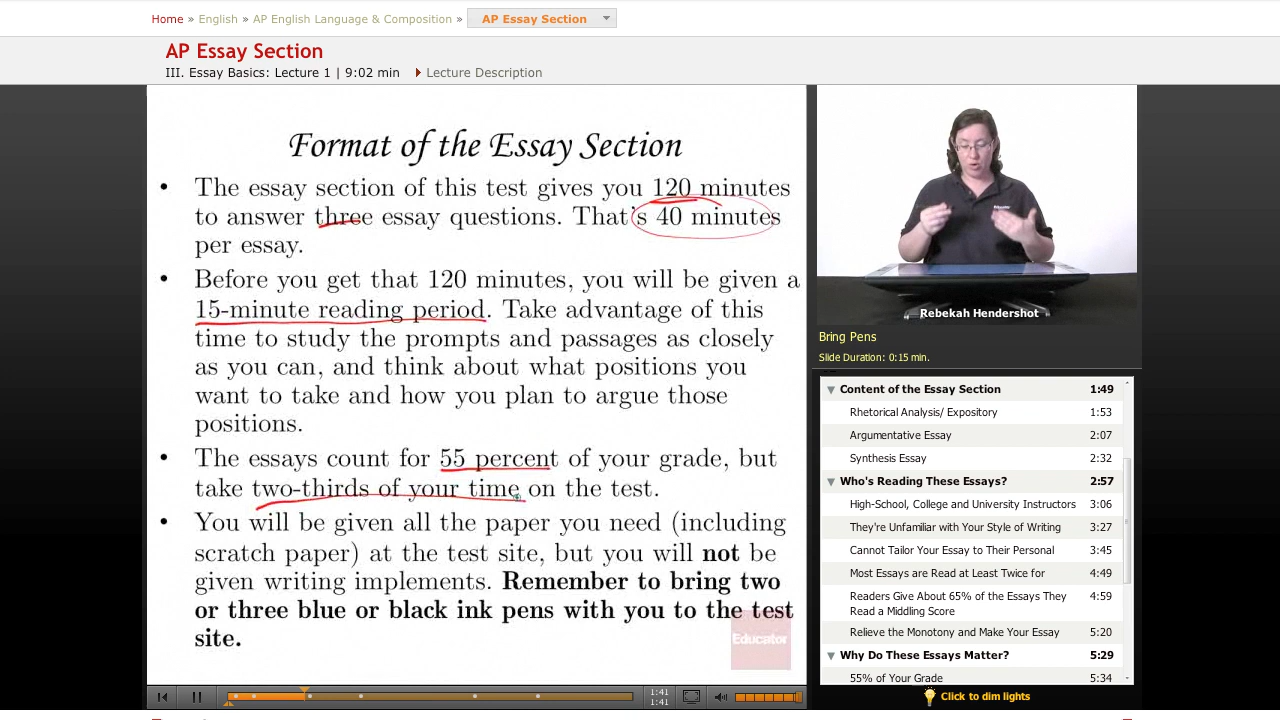 Home » English » AP English Language & Composition » AP Essay Section
AP Essay Section
III. Essay Basics: Lecture 1 | 9:02 min Lecture Description
Format of the Essay Section
• The essay section of this test gives you 120 minutes
to answer three essay questions. That's 40 minutes
per essay.
• Before you get that 120 minutes, you will be given a
15-minute reading period. Take advantage of this
time to study the prompts and passages as closely
as you can, and think about what positions you
want to take and how you plan to argue those
positions.
• The essays count for 55 percent of your grade, but
take two-thirds of your time on the test.
• You will be given all the paper you need (including
scratch paper) at the test site, but you will not be
given writing implements. Remember to bring two
or three blue or black ink pens with you to the test
site.
Educator
1:41
1:41
Rebekah Hendershot
Bring Pens
Slide Duration: 0:15 min.
Content of the Essay Section 1:49
Rhetorical Analysis/ Expository 1:53
Argumentative Essay 2:07
Synthesis Essay 2:32
Who's Reading These Essays? 2:57
High-School, College and University Instructors 3:06
They're Unfamiliar with Your Style of Writing 3:27
Cannot Tailor Your Essay to Their Personal 3:45
Most Essays are Read at Least Twice for 4:49
Readers Give About 65% of the Essays They 4:59
Read a Middling Score
Relieve the Monotony and Make Your Essay 5:20
Why Do These Essays Matter? 5:29
55% of Your Grade 5:34
Click to dim lights